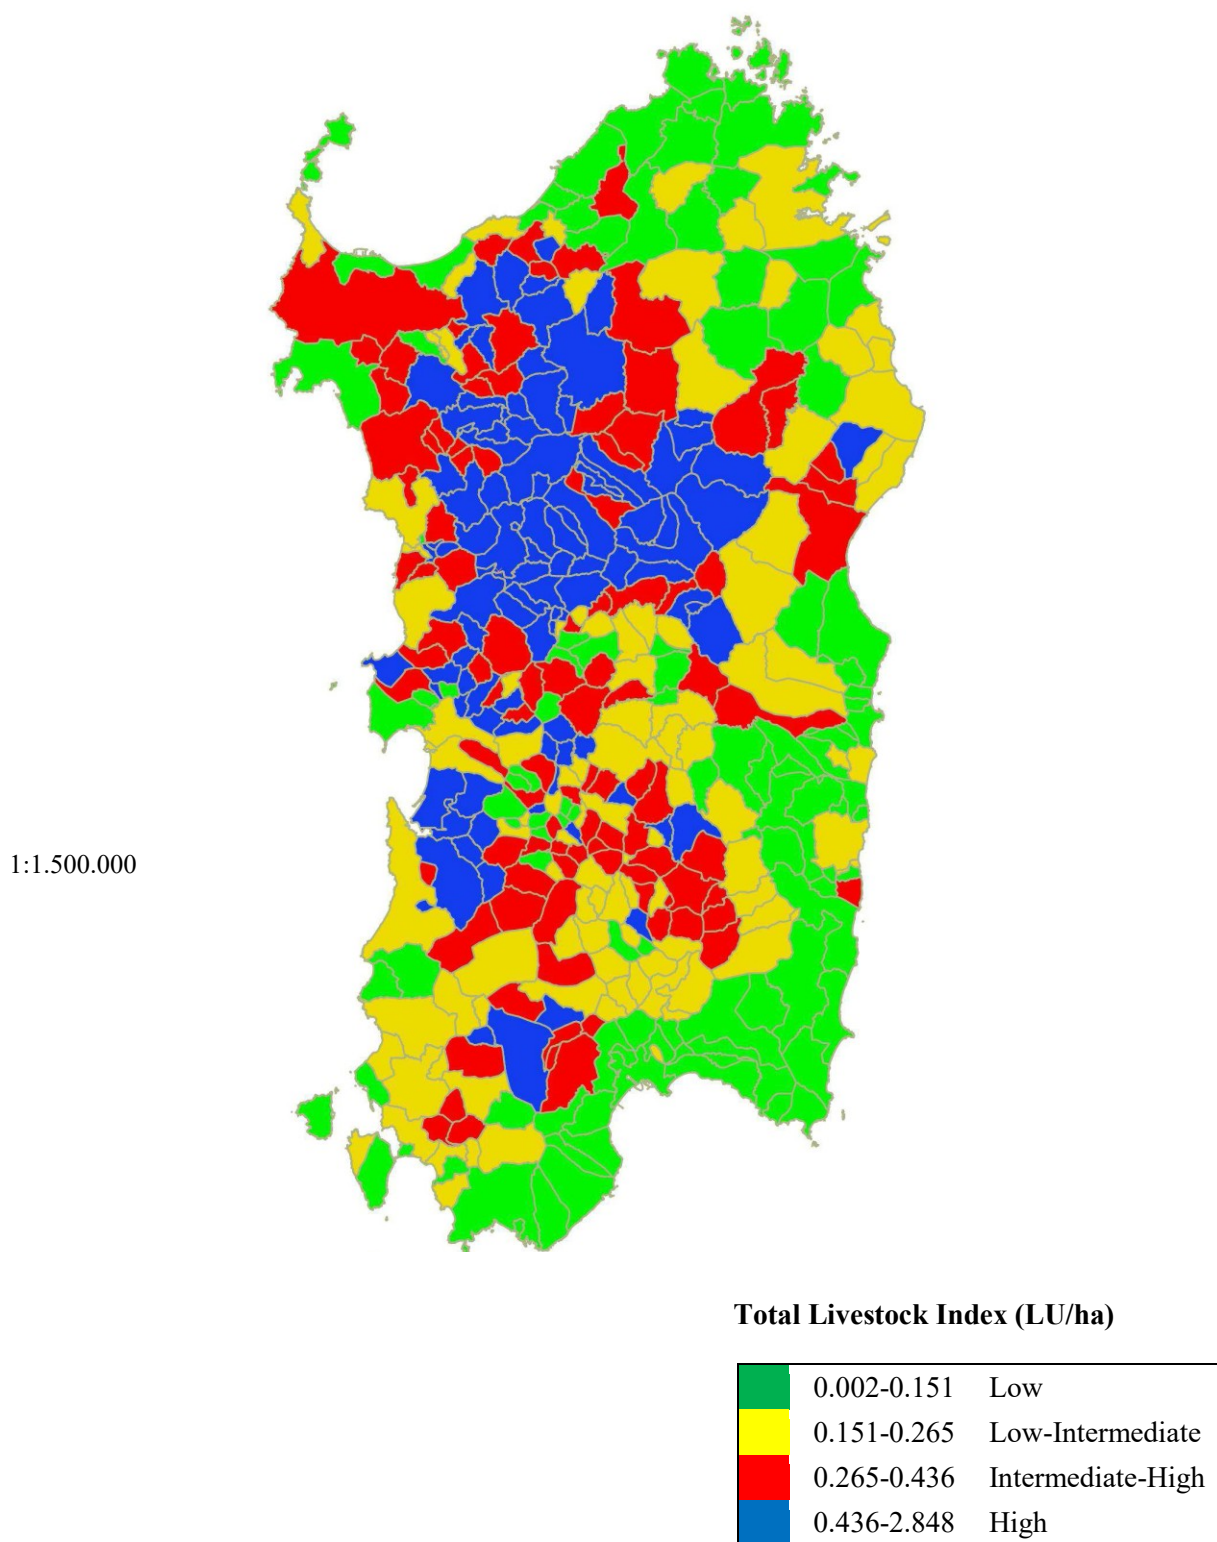 1:1.500.000
Total Livestock Index (LU/ha)
0.002-0.151 Low
0.151-0.265 Low-Intermediate
0.265-0.436 Intermediate-High
0.436-2.848 High